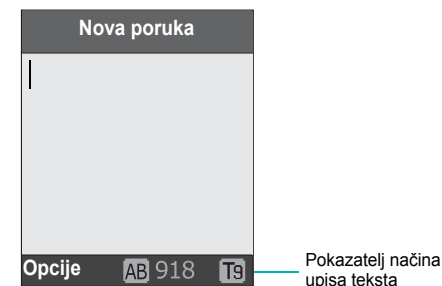 Nova poruka
Opcije AB 918 T9
Pokazatelj načina
upisa teksta